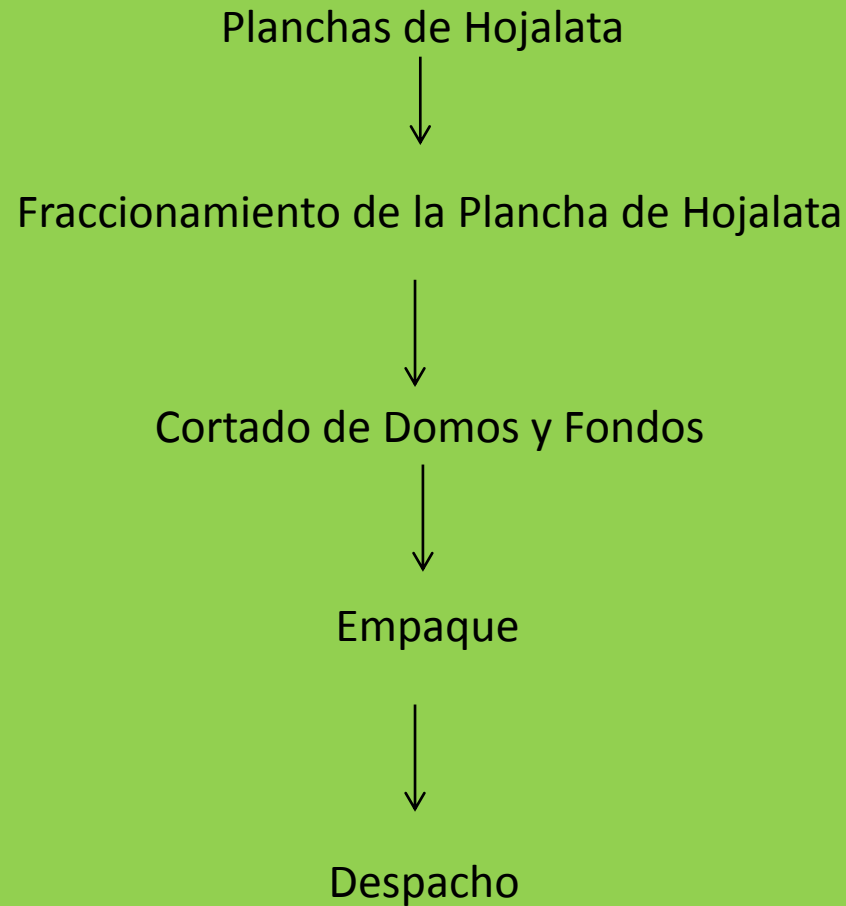 Planchas de Hojalata
Fraccionamiento de la Plancha de Hojalata
Cortado de Domos y Fondos
Empaque
Despacho